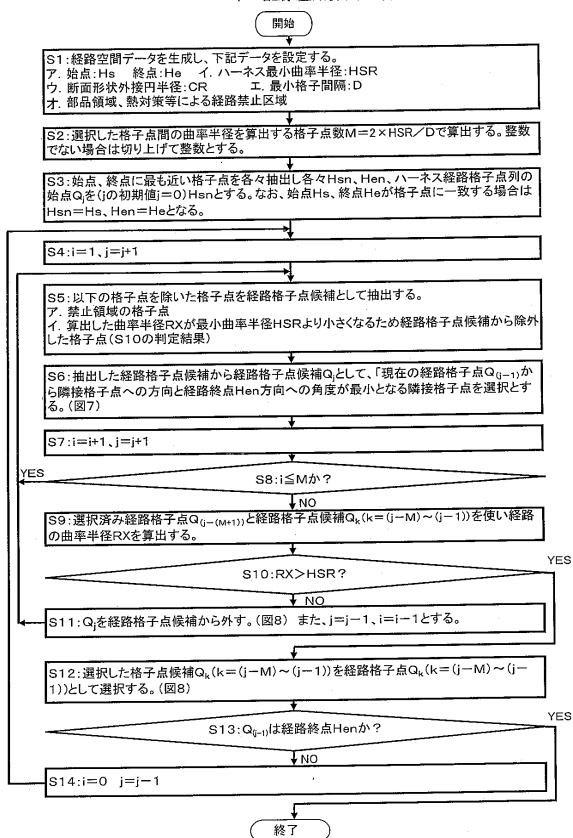 開始
S1:経路空間データを生成し、下記データを設定する。
ア. 始点:Hs　終点:He　イ. ハーネス最小曲率半径:HSR
ウ. 断面形状外接円半径:CR　エ. 最小格子間隔:D
オ. 部品領域、熱対策等による経路禁止区域
S2:選択した格子点間の曲率半径を算出する格子点数M=2×HSR/Dで算出する。整数
でない場合は切り上げて整数とする。
S3:始点、終点に最も近い格子点を各々抽出し各々Hsn、Hen、ハーネス経路格子点列の
始点Qjを(jの初期値j=0)Hsnとする。なお、始点Hs、終点Heが格子点に一致する場合は
Hsn=Hs、Hen=Heとなる。
S4:i=1、j=j+1
S5:以下の格子点を除いた格子点を経路格子点候補として抽出する。
ア. 禁止領域の格子点
イ. 算出した曲率半径RXが最小曲率半径HSRより小さくなるため経路格子点候補から除外
した格子点(S10の判定結果)
S6:抽出した経路格子点候補から経路格子点候補Qjとして、「現在の経路格子点Q(j-1)か
ら隣接格子点への方向と経路終点Hen方向への角度が最小となる隣接格子点を選択とす
る。(図7)
S7:i=i+1、j=j+1
YES
S8:i≦Mか?
NO
S9:選択済み経路格子点Q(j-(M+1))と経路格子点候補Qk(k=(j-M)~(j-1))を使い経路
の曲率半径RXを算出する。
YES
S10:RX>HSR?
NO
S11:Qjを経路格子点候補から外す。(図8)　また、j=j-1、i=i-1とする。
S12:選択した格子点候補Qk(k=(j-M)~(j-1))を経路格子点Qk(k=(j-M)~(j-
1))として選択する。(図8)
YES
S13:Q(j-1)は経路終点Henか?
NO
S14:i=0　j=j-1
終了